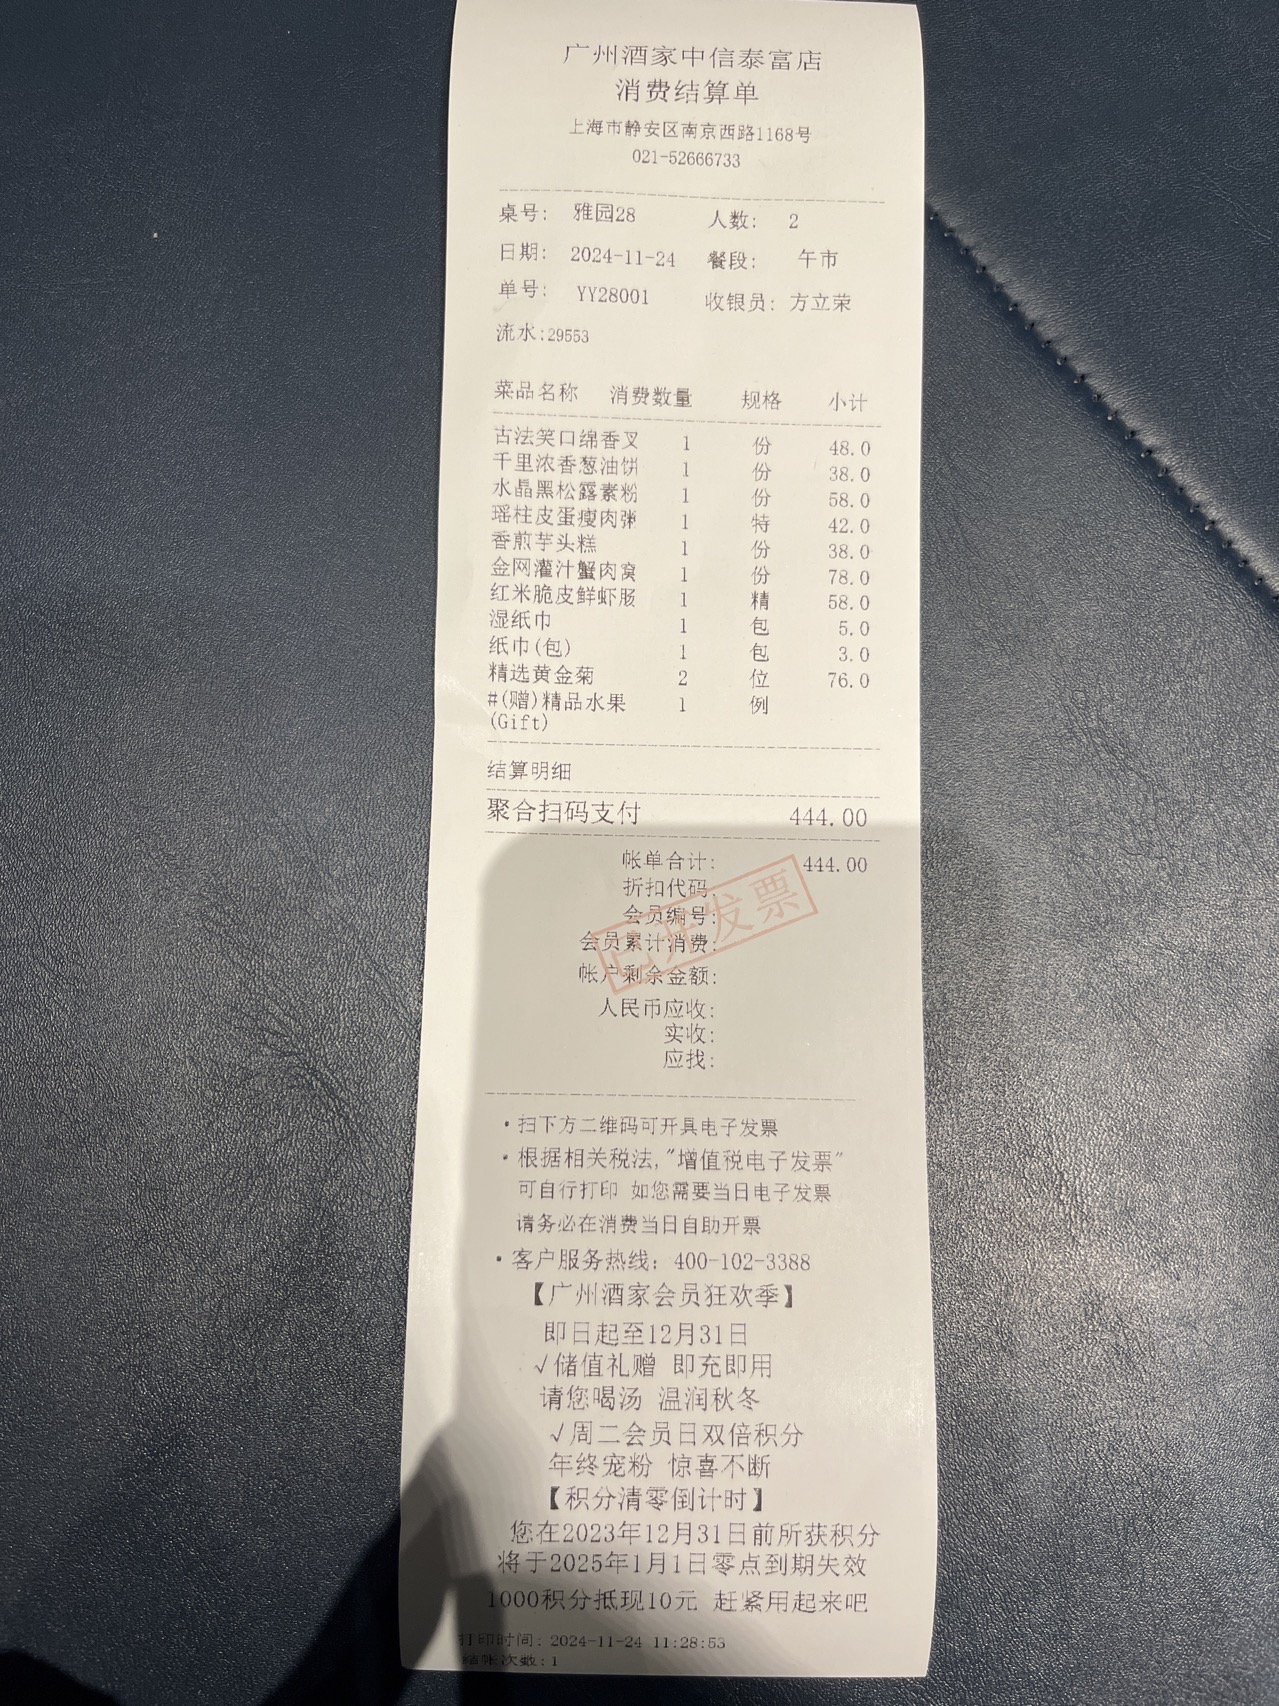 广州酒家中信泰富店
消费结算单
上海市静安区南京西路1168号
021-52666733
桌号: 雅园28 人数: 2
日期: 2024-11-24 餐段: 午市
单号: YY28001 收银员: 方立荣
流水:29553
菜品名称 消费数量 规格 小计
古法笑口绵香叉 1 份 48.0
千里浓香葱油饼 1 份 38.0
水晶黑松露素粉 1 份 58.0
瑶柱皮蛋瘦肉粥 1 特 42.0
香煎芋头糕 1 份 38.0
金网灌汁蟹肉窝 1 份 78.0
红米脆皮鲜虾肠 1 精 58.0
湿纸巾 1 包 5.0
纸巾(包) 1 包 3.0
精选黄金菊 2 位 76.0
#(赠)精品水果 1 例
(Gift)
结算明细
聚合扫码支付 444.00
帐单合计: 444.00
折扣代码:
会员编号:
会员累计消费:
帐户剩余金额:
已开发票
人民币应收:
实收:
应找:
·扫下方二维码可开具电子发票
·根据相关税法,"增值税电子发票"
可自行打印 如您需要当日电子发票
请务必在消费当日自助开票
·客户服务热线: 400-102-3388
【广州酒家会员狂欢季】
即日起至12月31日
√储值礼赠 即充即用
请您喝汤 温润秋冬
√周二会员日双倍积分
年终宠粉 惊喜不断
【积分清零倒计时】
您在2023年12月31日前所获积分
将于2025年1月1日零点到期失效
1000积分抵现10元 赶紧用起来吧
打印时间: 2024-11-24 11:28:53
结帐次数:1